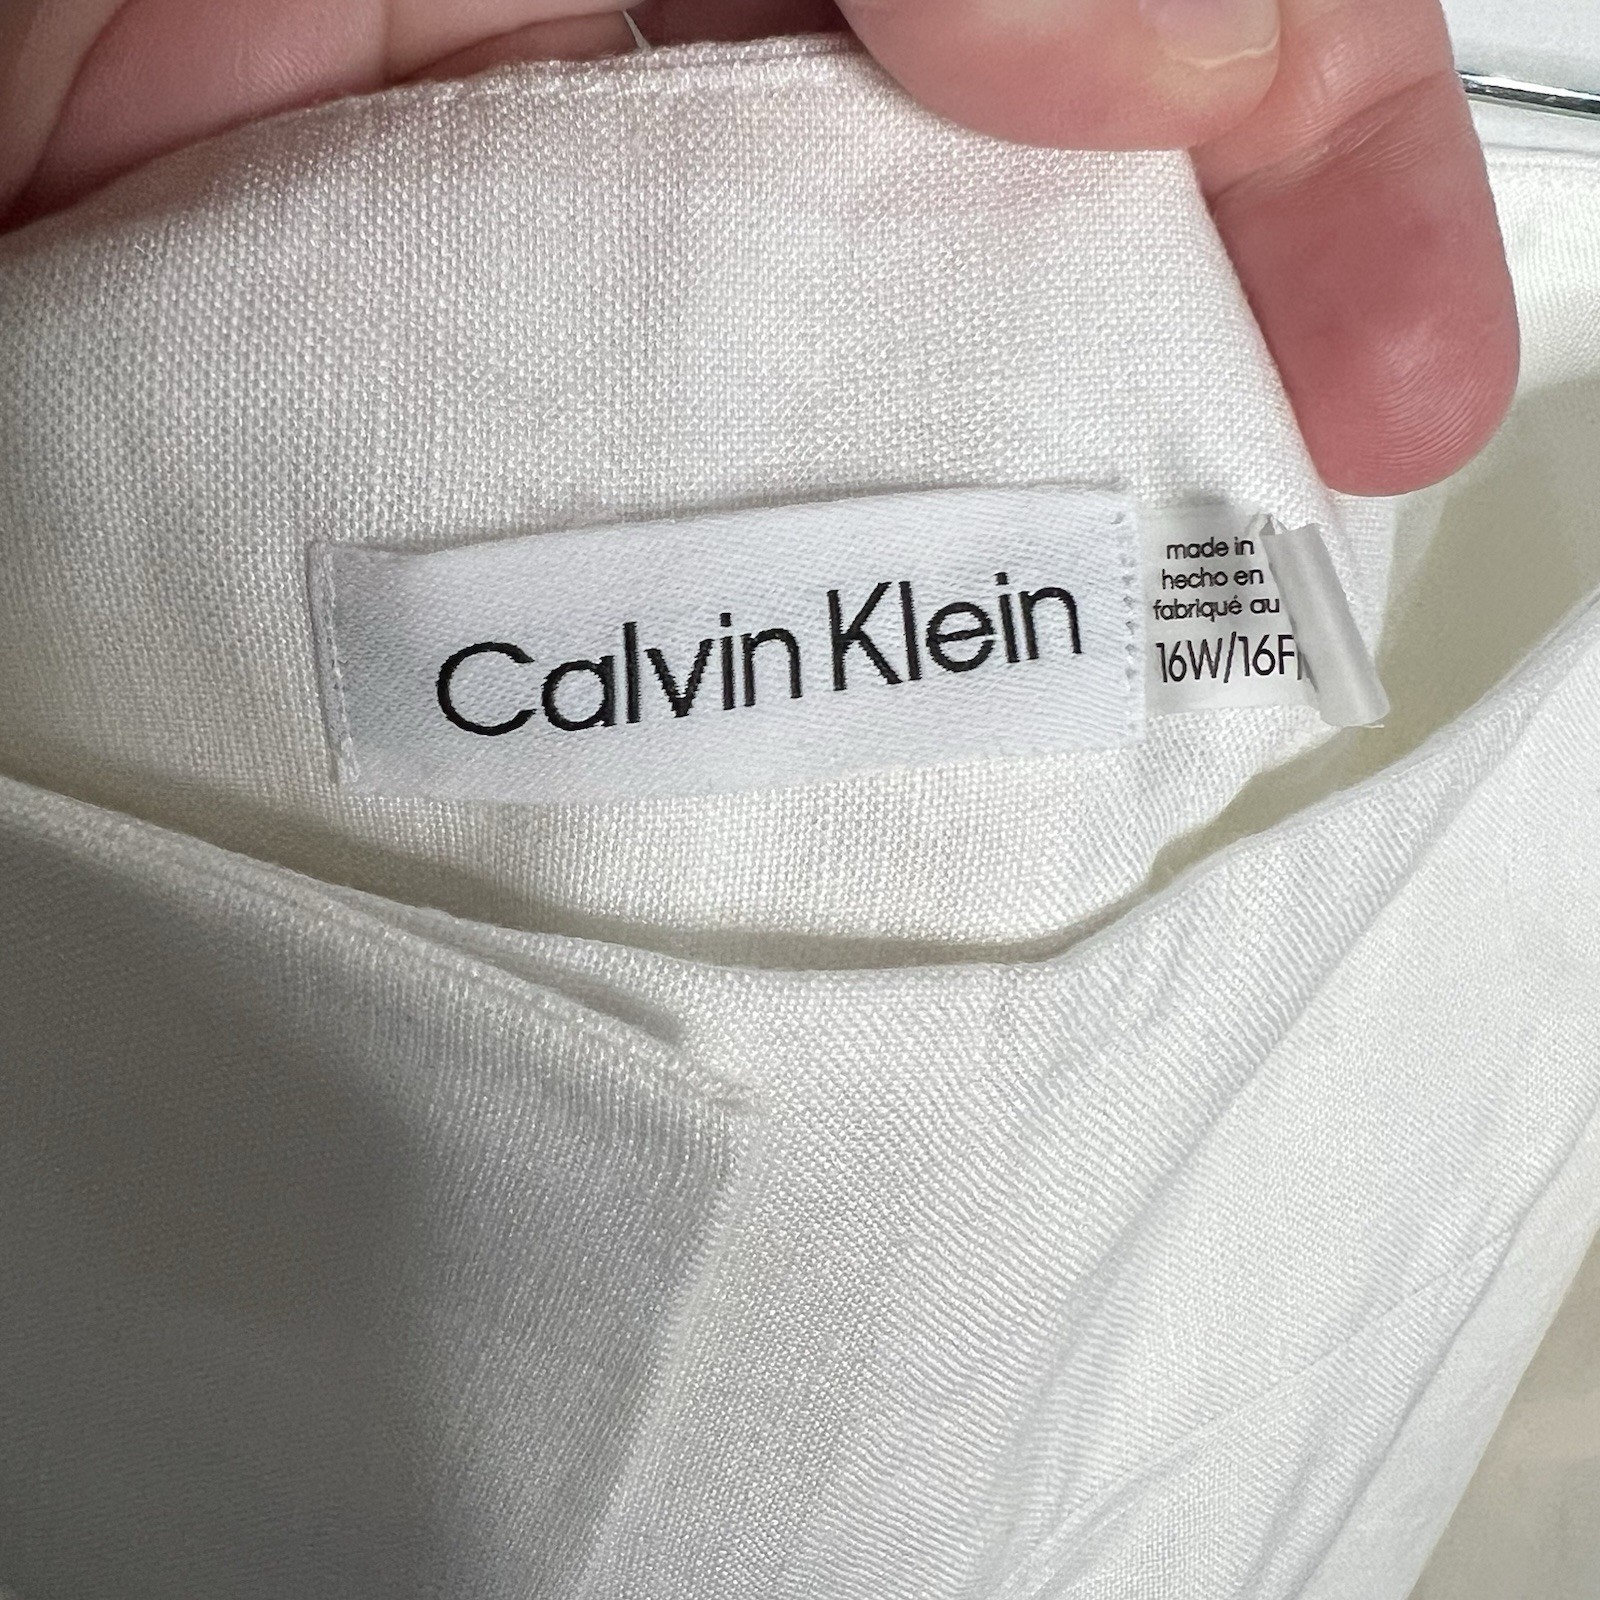 Calvin Klein
made in
hecho en
fabriqué au
16W/16F